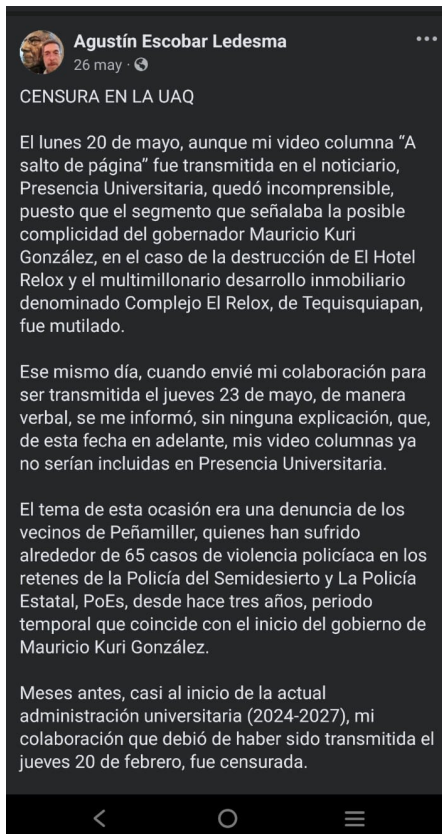 Agustín Escobar Ledesma
26 may ·
CENSURA EN LA UAQ
El lunes 20 de mayo, aunque mi video columna “A
salto de página” fue transmitida en el noticiario,
Presencia Universitaria, quedó incomprensible,
puesto que el segmento que señalaba la posible
complicidad del gobernador Mauricio Kuri
González, en el caso de la destrucción de El Hotel
Relox y el multimillonario desarrollo inmobiliario
denominado Complejo El Relox, de Tequisquiapan,
fue mutilado.
Ese mismo día, cuando envié mi colaboración para
ser transmitida el jueves 23 de mayo, de manera
verbal, se me informó, sin ninguna explicación, que,
de esta fecha en adelante, mis video columnas ya
no serían incluidas en Presencia Universitaria.
El tema de esta ocasión era una denuncia de los
vecinos de Peñamiller, quienes han sufrido
alrededor de 65 casos de violencia policíaca en los
retenes de la Policía del Semidesierto y La Policía
Estatal, PoEs, desde hace tres años, periodo
temporal que coincide con el inicio del gobierno de
Mauricio Kuri González.
Meses antes, casi al inicio de la actual
administración universitaria (2024-2027), mi
colaboración que debió de haber sido transmitida el
jueves 20 de febrero, fue censurada.